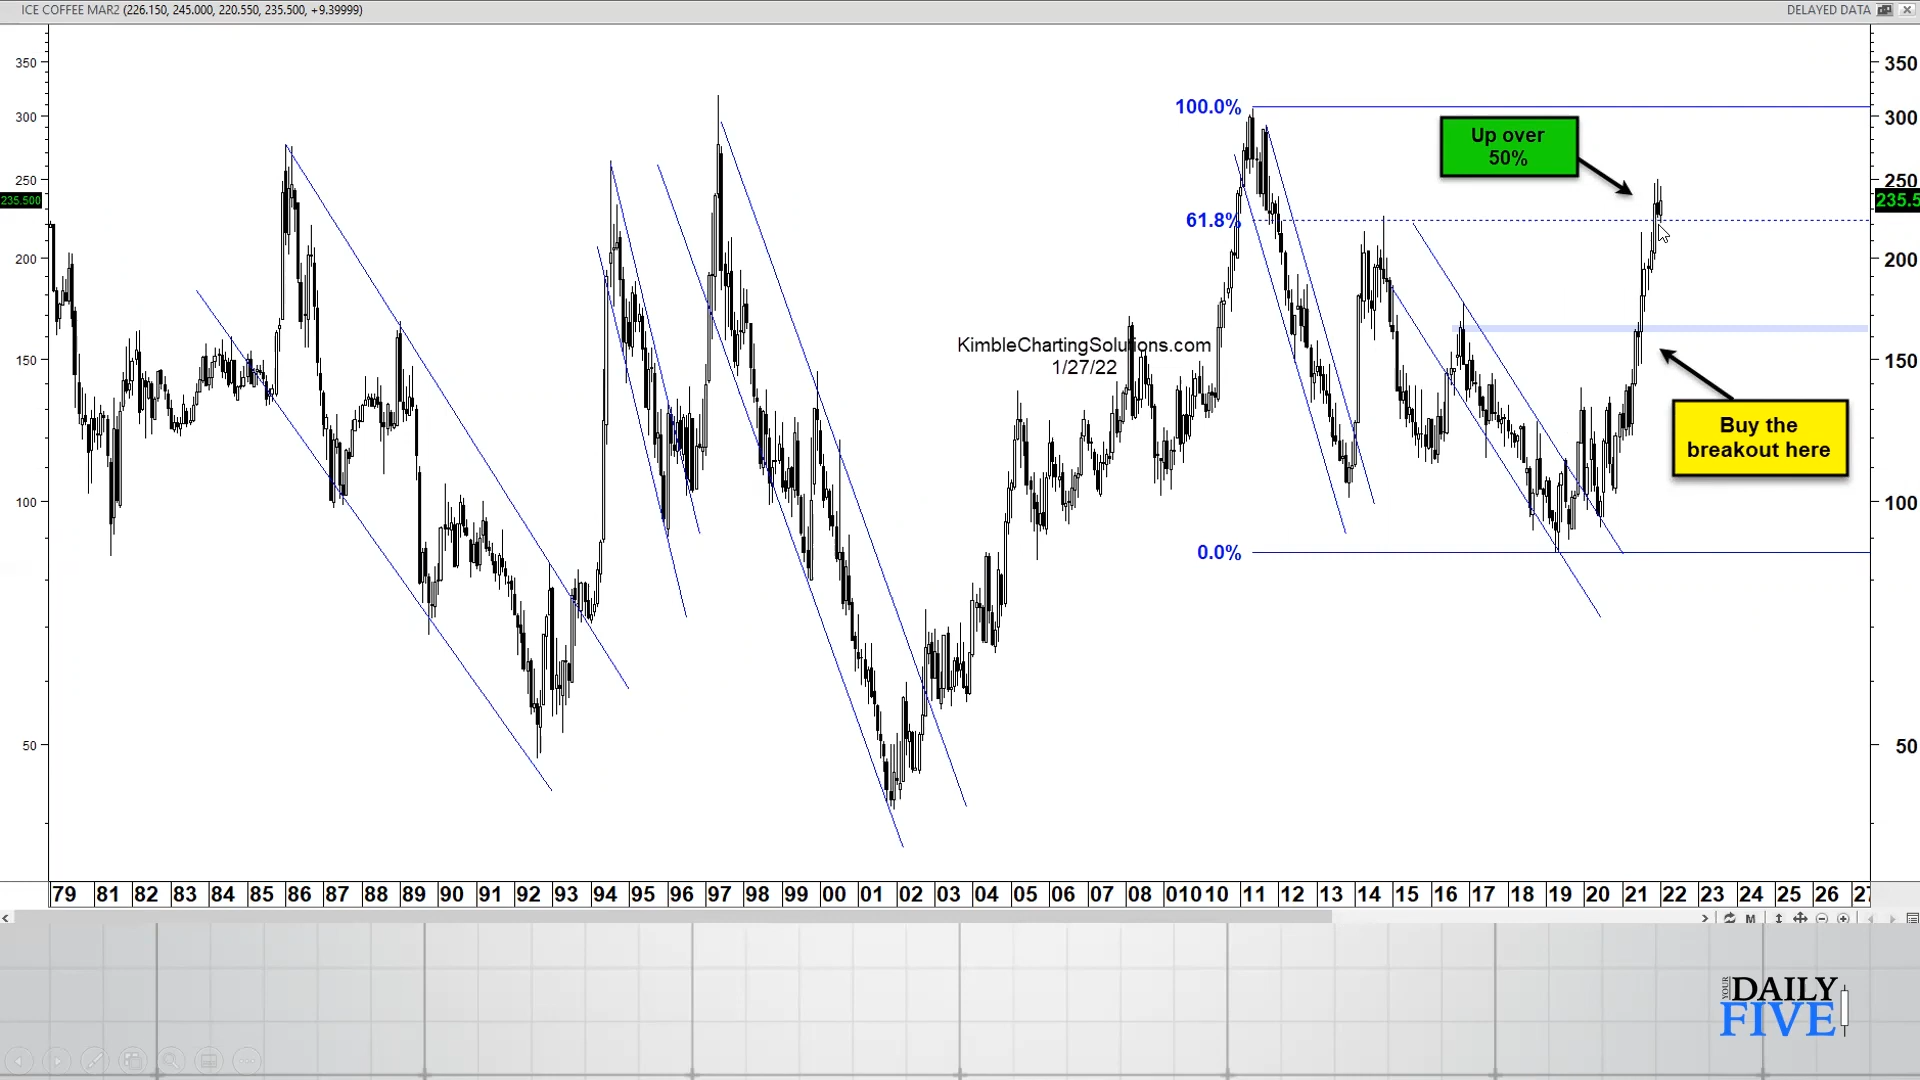 ICE COFFEE MAR2 (226.150, 245.000, 220.550, 235.500, +9.39999)
DELAYED DATA
350
300
250
235.500
200
150
100
50
100.0%
61.8%
0.0%
Up over
50%
KimbleChartingSolutions.com
1/27/22
Buy the
breakout here
350
300
250
235.5
200
150
100
50
79 81 82 83 84 85 86 87 88 89 90 91 92 93 94 95 96 97 98 99 00 01 02 03 04 05 06 07 08 010 10 11 12 13 14 15 16 17 18 19 20 21 22 23 24 25 26 27
M
YOUR
DAILY
FIVE